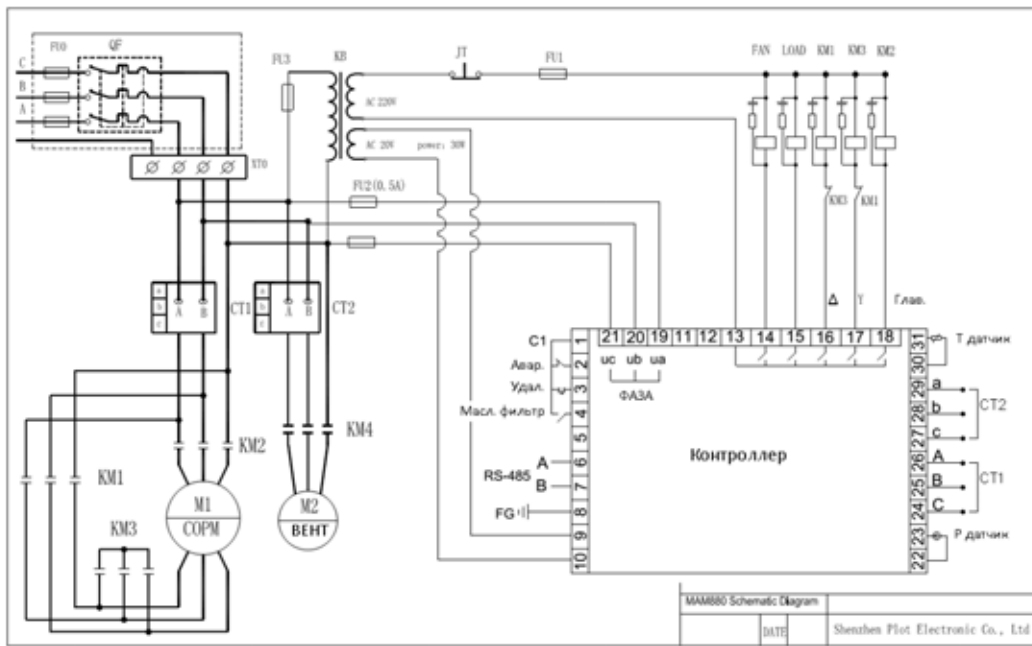 FU0 QF
C
B
A
XT0
FU3
KB
AC 220V
AC 20V power: 30W
JT
FU1
FAN LOAD KM1 KM3 KM2
KM3 KM1
FU2(0.5A)
Δ Y Глав.
a
b
c
A B
CT1
a
b
c
A B
CT2
KM1
KM2
KM3
KM4
M1
COPM
M2
ВЕНТ
C1
Авар.
Удал.
Масл. фильтр
RS-485
A
B
FG
1
2
3
4
5
6
7
8
9
10
21 20 19 11 12 13 14 15 16 17 18
uc ub ua
ФАЗА
Контроллер
31
30
29
28
27
26
25
24
23
22
Т датчик
a
b
c
CT2
A
B
C
CT1
Р датчик
MAM880 Schematic Diagram
DATE
Shenzhen Plot Electronic Co., Ltd